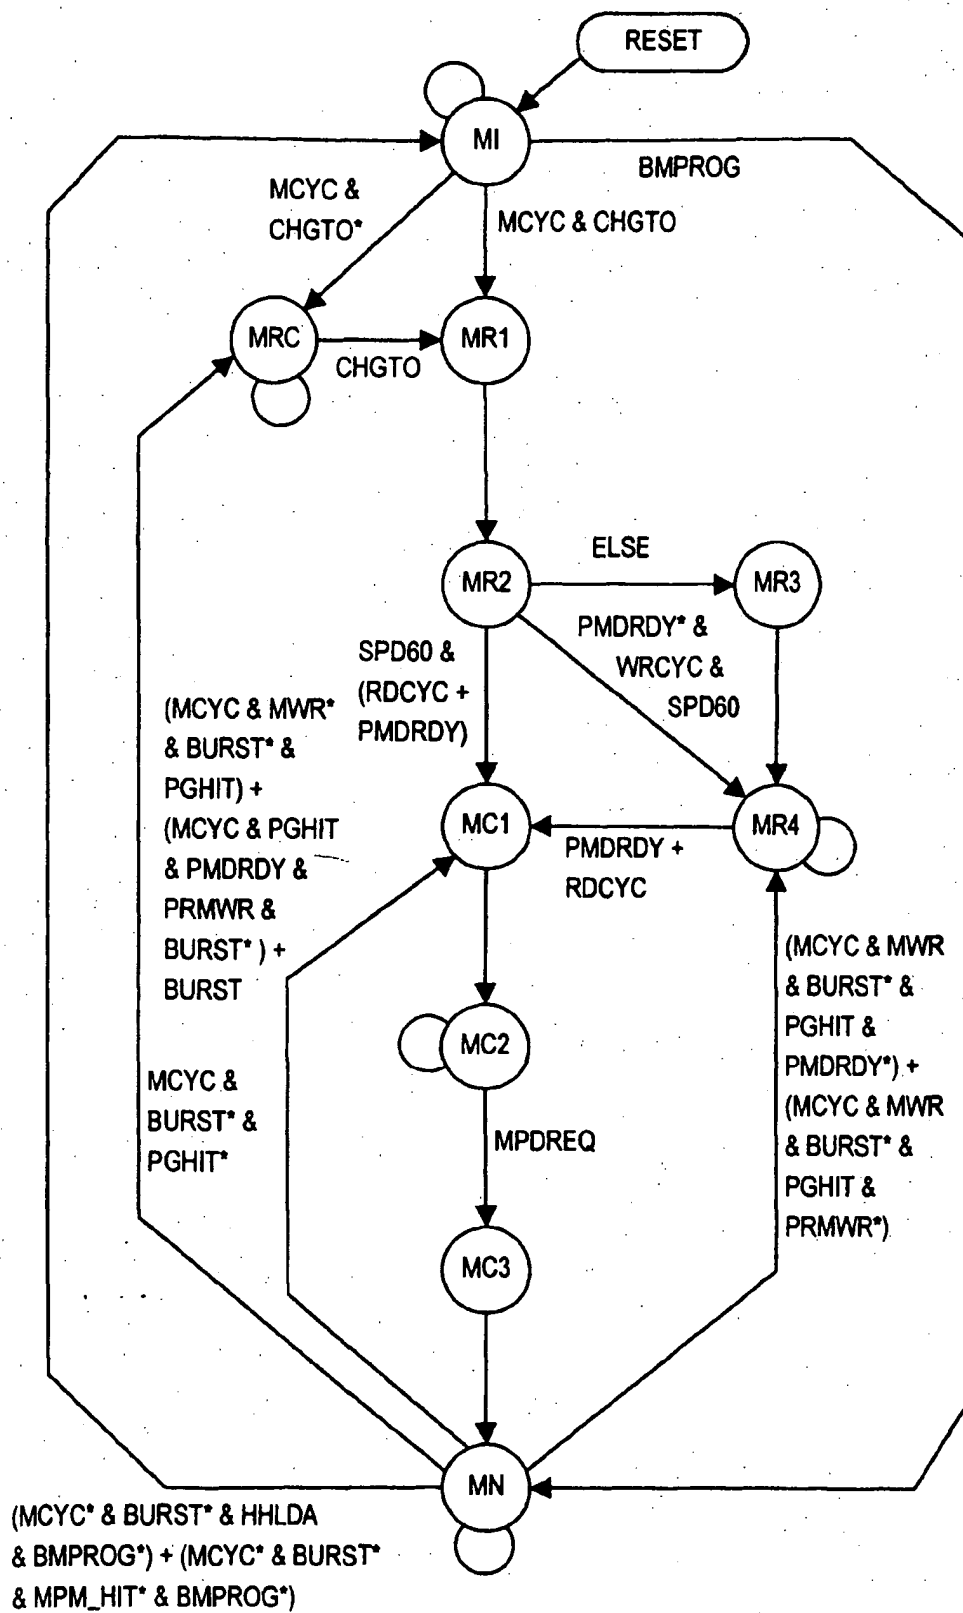 RESET
MI
BMPROG
MCYC &
CHGTO*
MCYC & CHGTO
MRC
MR1
CHGTO
ELSE
MR2
MR3
PMDRDY* &
WRCYC &
SPD60
SPD60 &
(RDCYC +
PMDRDY)
(MCYC & MWR*
& BURST* &
PGHIT) +
(MCYC & PGHIT
& PMDRDY &
PRMWR &
BURST* ) +
BURST
MC1
MR4
PMDRDY +
RDCYC
(MCYC & MWR
& BURST* &
PGHIT &
PMDRDY*) +
(MCYC & MWR
& BURST* &
PGHIT &
PRMWR*)
MC2
MCYC &
BURST* &
PGHIT*
MPDREQ
MC3
MN
(MCYC* & BURST* & HHLDA
& BMPROG*) + (MCYC* & BURST*
& MPM_HIT* & BMPROG*)